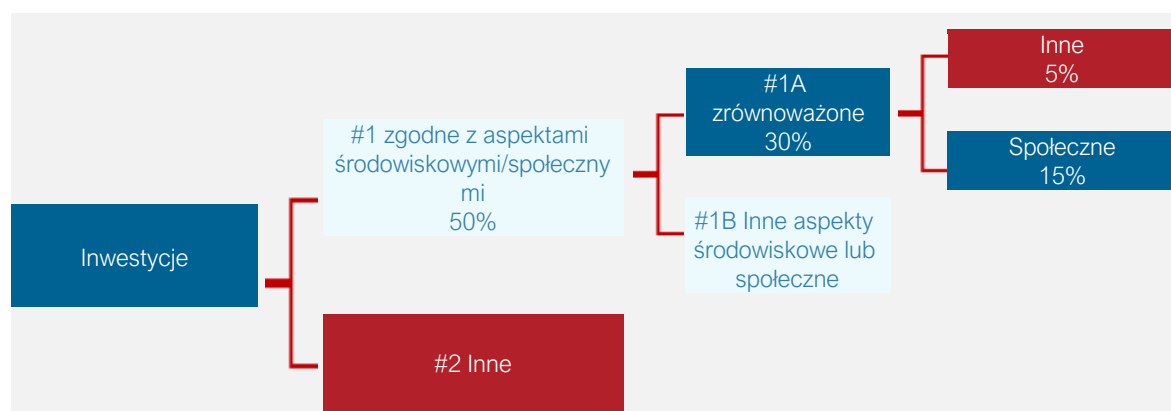 Inwestycje
#1 zgodne z aspektami
środowiskowymi/społeczny
mi
50%
#2 Inne
#1A
zrównoważone
30%
#1B Inne aspekty
środowiskowe lub
społeczne
Inne
5%
Społeczne
15%